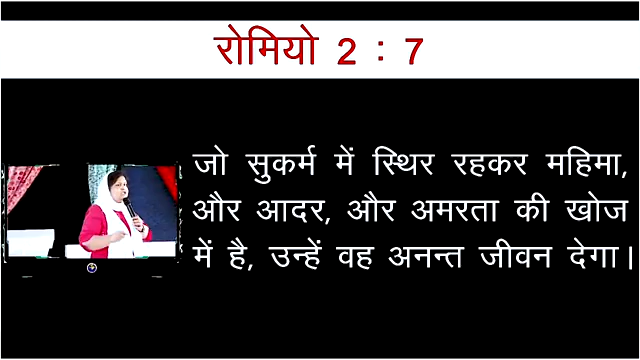 रोमियो 2 : 7
जो सुकर्म में स्थिर रहकर महिमा,
और आदर, और अमरता की खोज
में है, उन्हें वह अनन्त जीवन देगा।